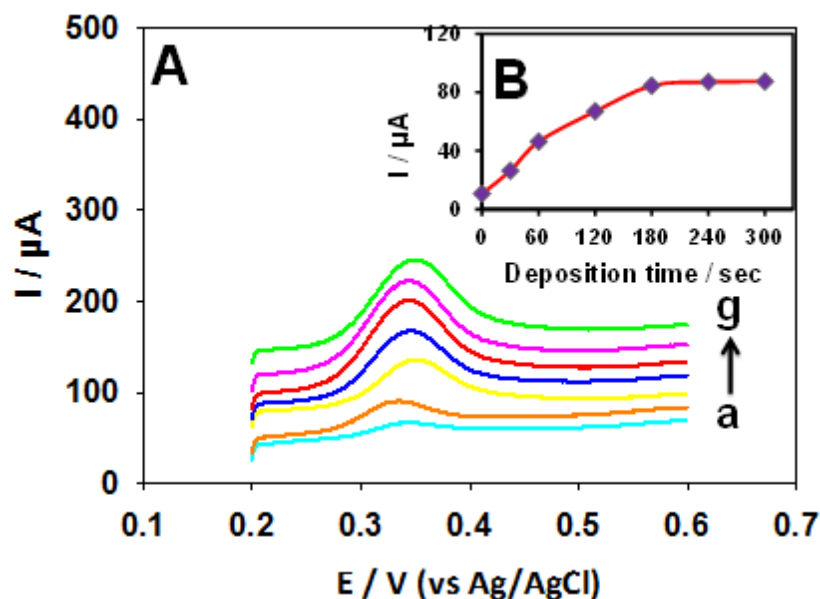 A
I / µA
500
400
300
200
100
0
0.1 0.2 0.3 0.4 0.5 0.6 0.7
E / V (vs Ag/AgCl)
g
a
B
I / µA
120
80
40
0
0 60 120 180 240 300
Deposition time / sec